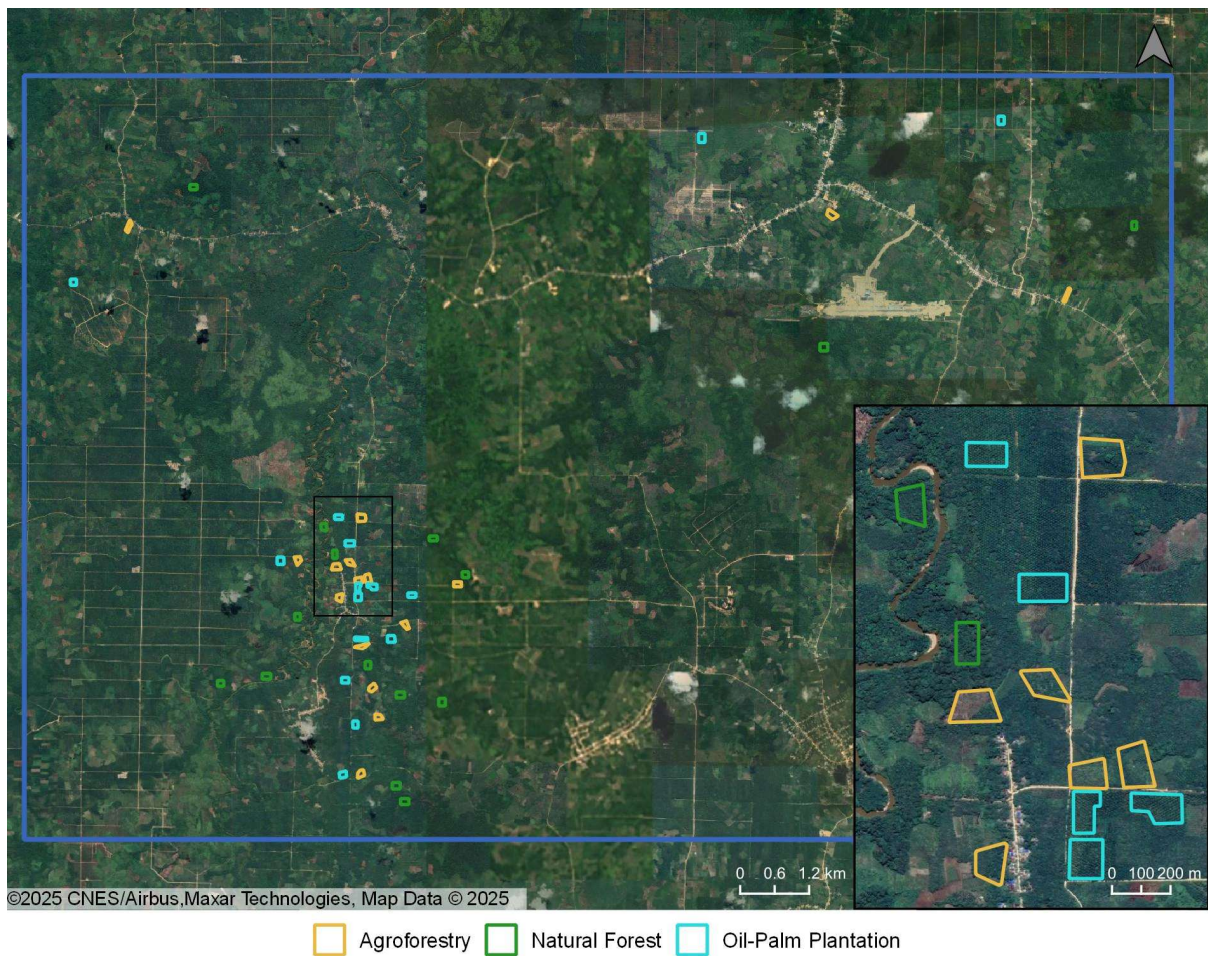 0 0.6 1.2 km
0 100 200 m
©2025 CNES/Airbus,Maxar Technologies, Map Data © 2025
Agroforestry Natural Forest Oil-Palm Plantation